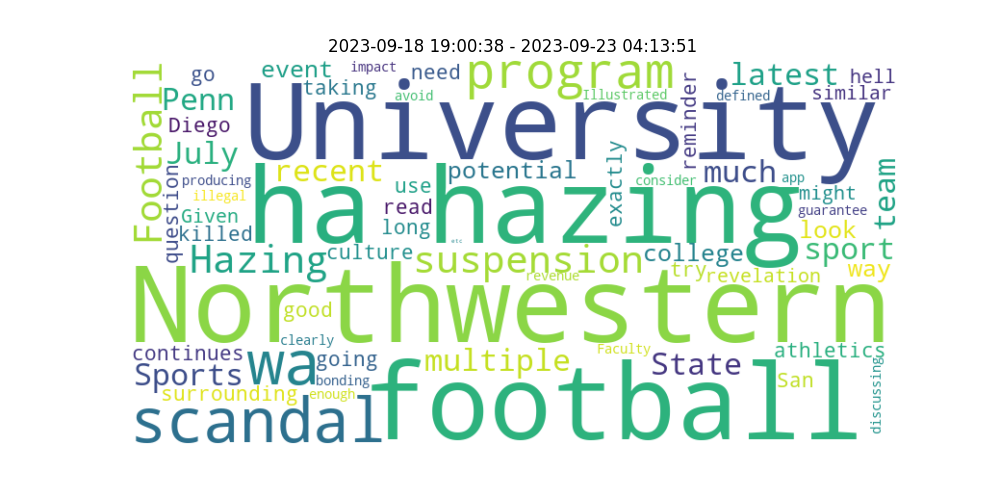 2023-09-18 19:00:38 - 2023-09-23 04:13:51
Football
go
event
impact
need
program
latest
hell
taking
avoid
Illustrated
defined
similar
Penn
University
reminder
Diego
July
recent
potential
exactly
much
team
question
producing
illegal
ha
hazing
use
consider
app
might
read
guarantee
Given
killed
long
etc
look
Hazing
culture
suspension
college
sport
try
revelation
revenue
way
Northwestern
good
clearly
continues
Sports
wa
going
bonding
multiple
Faculty
State
athletics
San
surrounding
enough
scandal
football
discussing